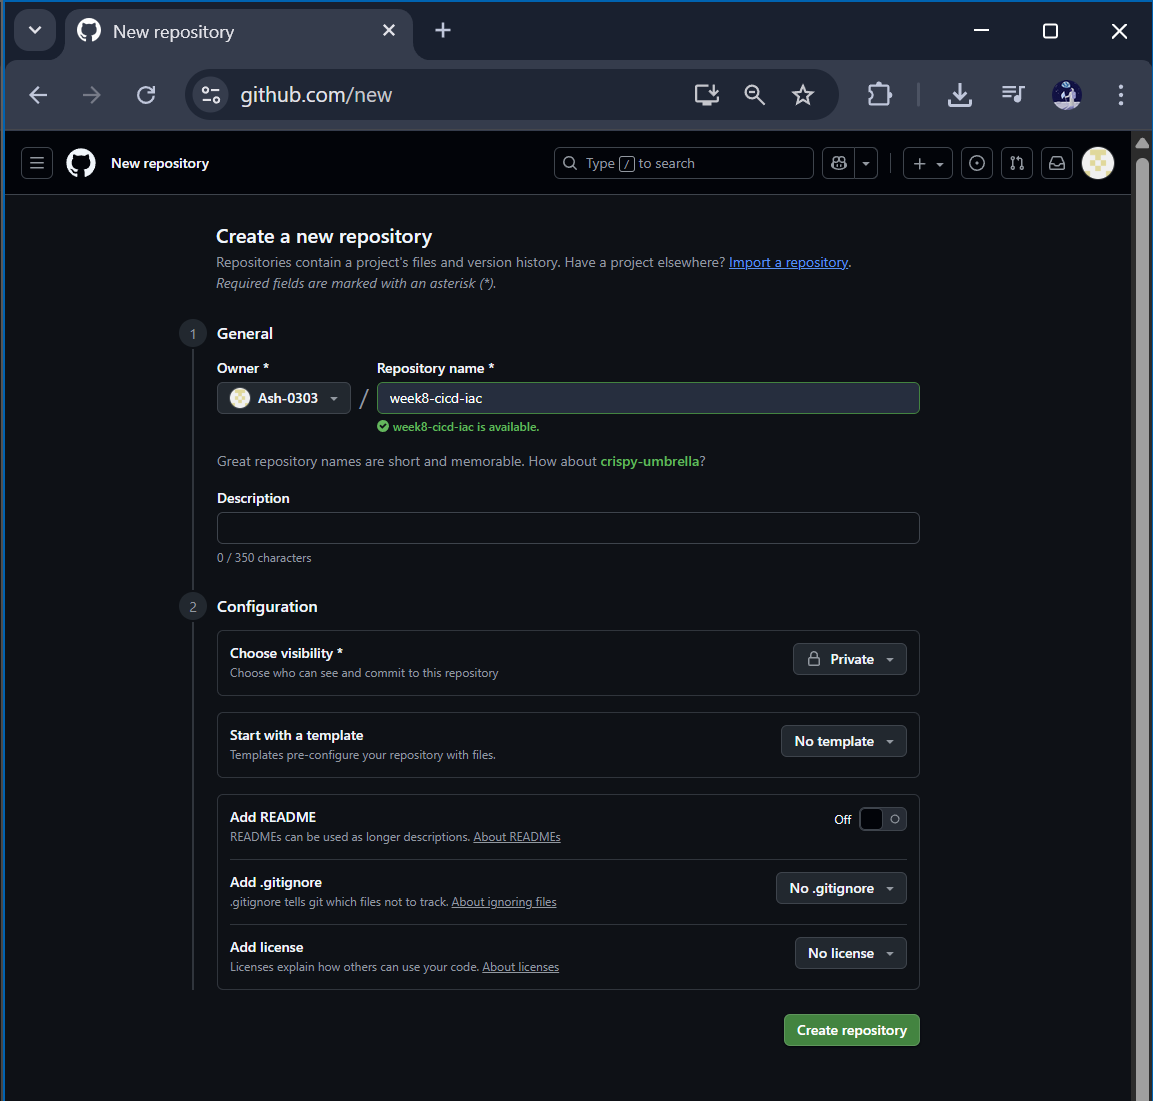 New repository
github.com/new
New repository
Type / to search
Create a new repository
Repositories contain a project's files and version history. Have a project elsewhere? Import a repository.
Required fields are marked with an asterisk (*).
1 General
Owner * Repository name *
Ash-0303 / week8-cicd-iac
week8-cicd-iac is available.
Great repository names are short and memorable. How about crispy-umbrella?
Description
0 / 350 characters
2 Configuration
Choose visibility *
Choose who can see and commit to this repository
Private
Start with a template
Templates pre-configure your repository with files.
No template
Add README
READMEs can be used as longer descriptions. About READMEs
Off
Add .gitignore
.gitignore tells git which files not to track. About ignoring files
No .gitignore
Add license
Licenses explain how others can use your code. About licenses
No license
Create repository